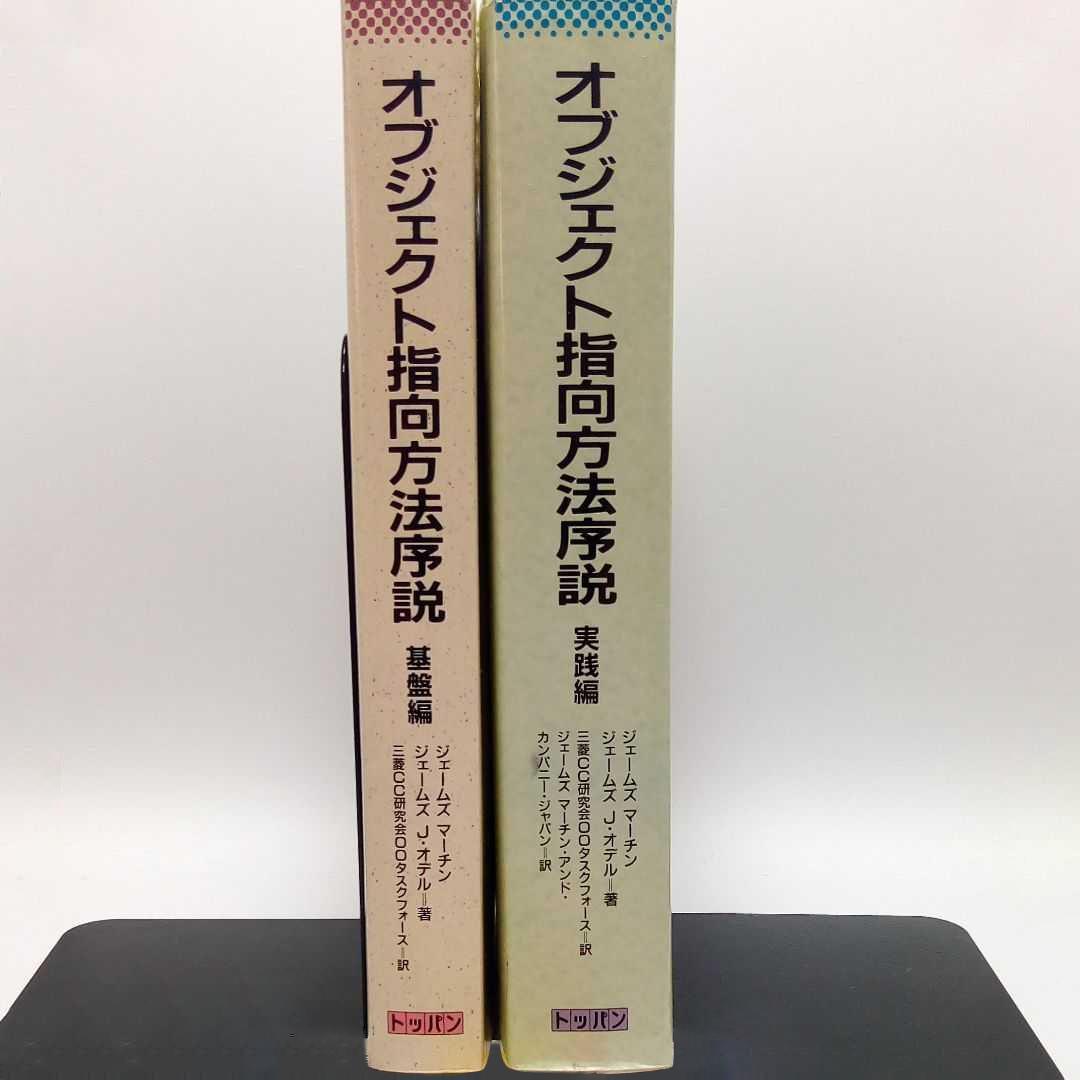 オブジェクト指向方法序説
基盤編
ジェームズ マーチン
ジェームズ J・オデル=著
三菱CC研究会OOタスクフォース=訳
トッパン
オブジェクト指向方法序説
実践編
ジェームズ マーチン
ジェームズ J・オデル=著
三菱CC研究会OOタスクフォース=訳
ジェームズ マーチン・アンド・
カンパニー・ジャパン=訳
トッパン